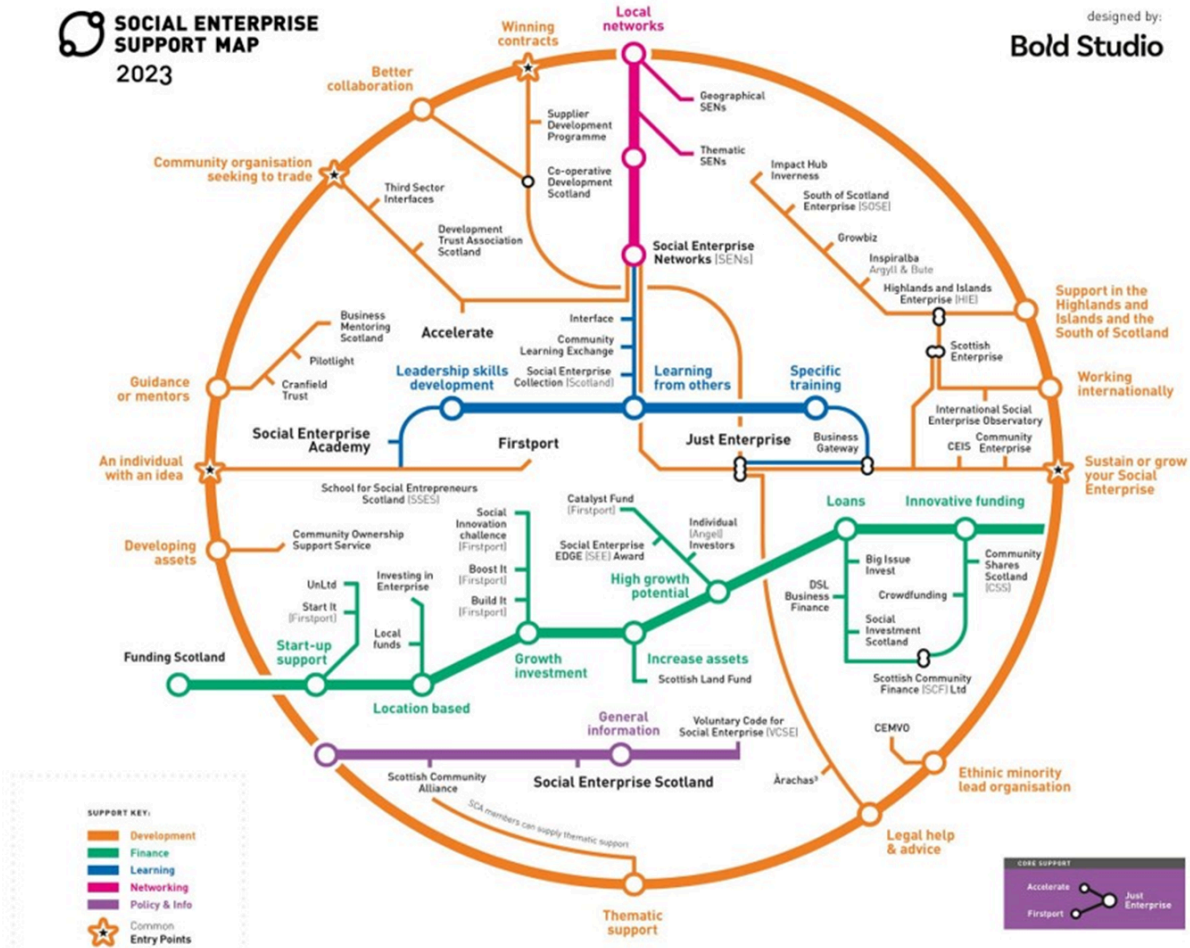 SOCIAL ENTERPRISE
SUPPORT MAP
2023
designed by:
Bold Studio
Local
networks
Winning
contracts
Better
collaboration
Community organisation
seeking to trade
Geographical
SENs
Thematic
SENs
Supplier
Development
Programme
Co-operative
Development
Scotland
Third Sector
Interfaces
Development
Trust Association
Scotland
Accelerate
Social Enterprise
Networks [SENs]
Impact Hub
Inverness
South of Scotland
Enterprise [SOSE]
Growbiz
Inspiralba
Argyll & Bute
Highlands and Islands
Enterprise [HIE]
Support in the
Highlands and
Islands and the
South of Scotland
Scottish
Enterprise
Working
internationally
International Social
Enterprise Observatory
CEIS
Community
Enterprise
Sustain or grow
your Social
Enterprise
Business
Mentoring
Scotland
Pilotlight
Cranfield
Trust
Guidance
or mentors
Interface
Community
Learning Exchange
Social Enterprise
Collection [Scotland]
Leadership skills
development
Learning
from others
Specific
training
Social Enterprise
Academy
Firstport
Just Enterprise
Business
Gateway
An individual
with an idea
School for Social Entrepreneurs
Scotland [SSES]
Developing
assets
Community Ownership
Support Service
Social
Innovation
challence
[Firstport]
Boost It
[Firstport]
Build It
[Firstport]
Catalyst Fund
[Firstport]
Social Enterprise
EDGE [SEE] Award
Individual
[Angel]
Investors
High growth
potential
Loans
Innovative funding
Big Issue
Invest
DSL
Business
Finance
Social
Investment
Scotland
Crowdfunding
Community
Shares
Scotland
[CSS]
Scottish Community
Finance [SCF] Ltd
UnLtd
Start It
[Firstport]
Investing in
Enterprise
Local
funds
Start-up
support
Funding Scotland
Location based
Growth
investment
Increase assets
Scottish Land Fund
General
information
Voluntary Code for
Social Enterprise [VCSE]
Scottish Community
Alliance
Social Enterprise Scotland
SCA members can supply thematic support
Àrachas³
CEMVO
Ethinic minority
lead organisation
Legal help
& advice
Thematic
support
SUPPORT KEY:
Development
Finance
Learning
Networking
Policy & Info
Common
Entry Points
CORE SUPPORT
Accelerate
Firstport
Just
Enterprise